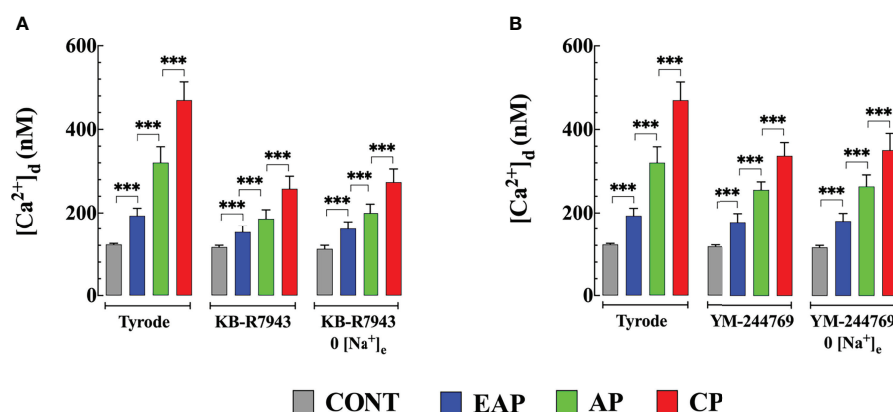 A
[Ca²⁺]d (nM)
600
400
200
0
***
***
***
***
***
***
***
***
***
Tyrode
KB-R7943
KB-R7943
0 [Na⁺]e
B
[Ca²⁺]d (nM)
600
400
200
0
***
***
***
***
***
***
***
***
***
Tyrode
YM-244769
YM-244769
0 [Na⁺]e
CONT EAP AP CP